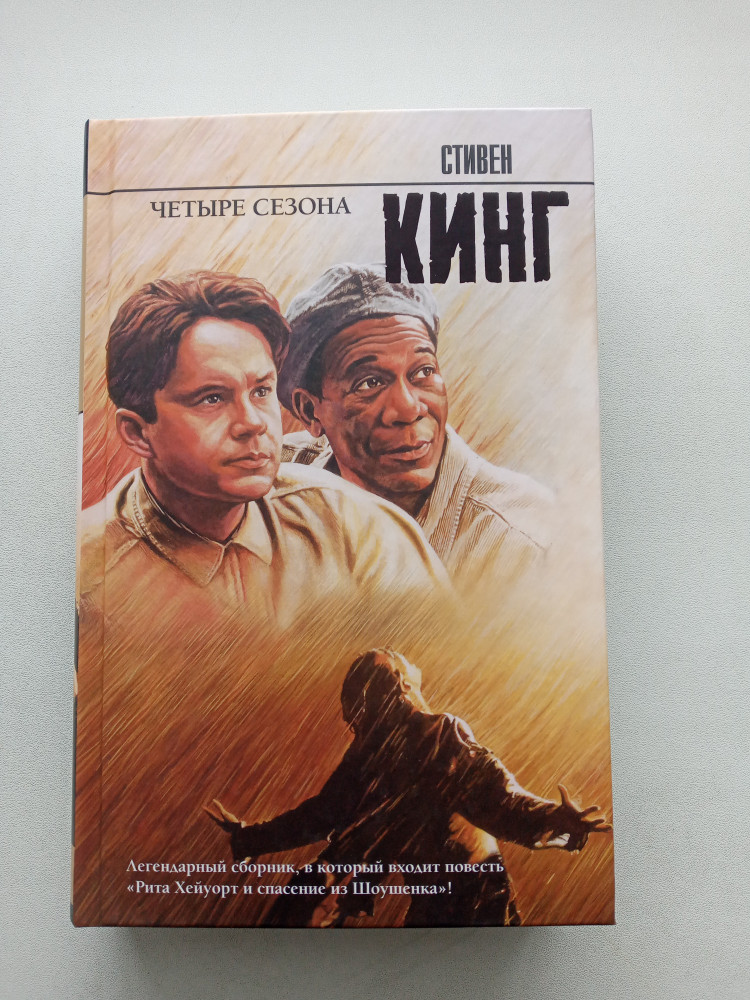 СТИВЕН
КИНГ
ЧЕТЫРЕ СЕЗОНА
Легендарный сборник, в который входит повесть
«Рита Хейуорт и спасение из Шоушенка»!